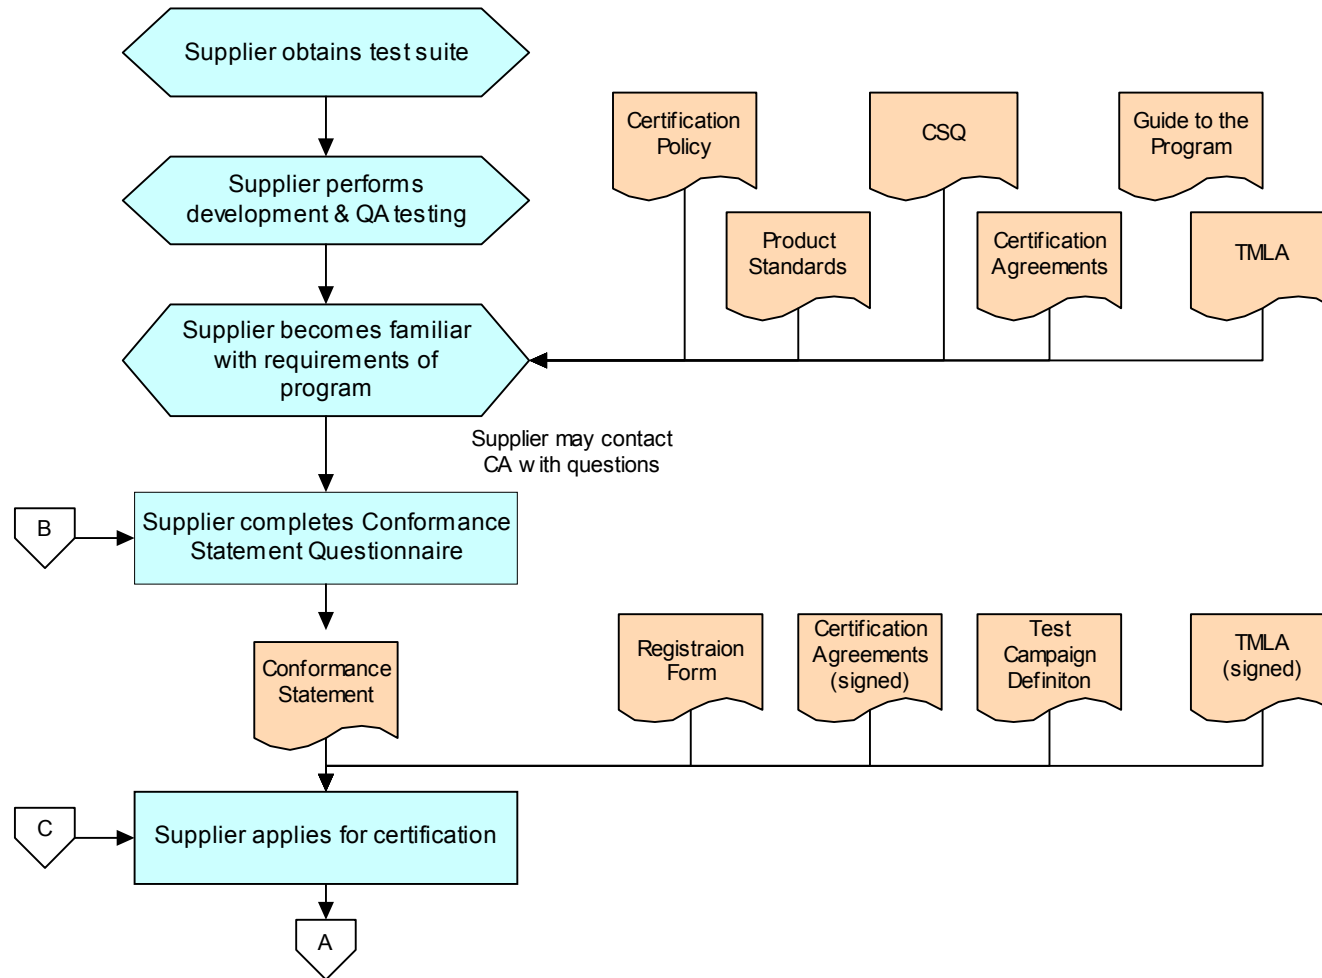 Supplier obtains test suite
Supplier performs
development & QA testing
Supplier becomes familiar
with requirements of
program
Certification
Policy
CSQ
Guide to the
Program
Product
Standards
Certification
Agreements
TMLA
Supplier may contact
CA with questions
B
Supplier completes Conformance
Statement Questionnaire
Conformance
Statement
Registraion
Form
Certification
Agreements
(signed)
Test
Campaign
Definiton
TMLA
(signed)
C
Supplier applies for certification
A